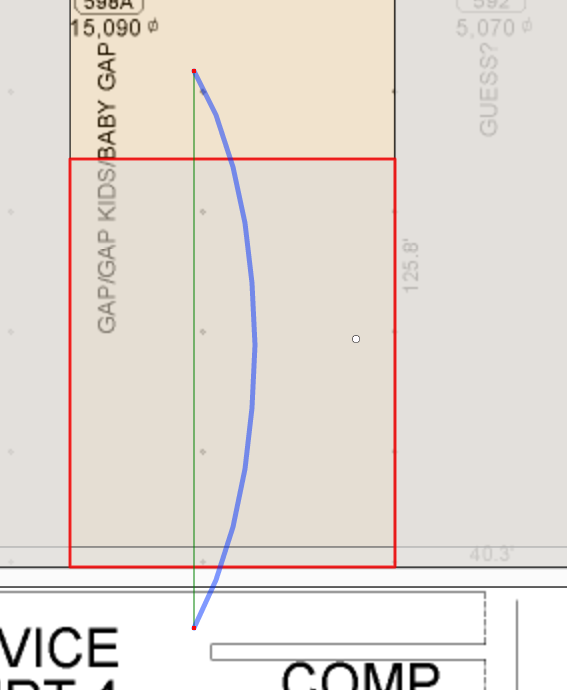 598A
15,090 ⌀
592
5,070 ⌀
GAP/GAP KIDS/BABY GAP
GUESS?
125.8'
40.3'
VICE
COMP